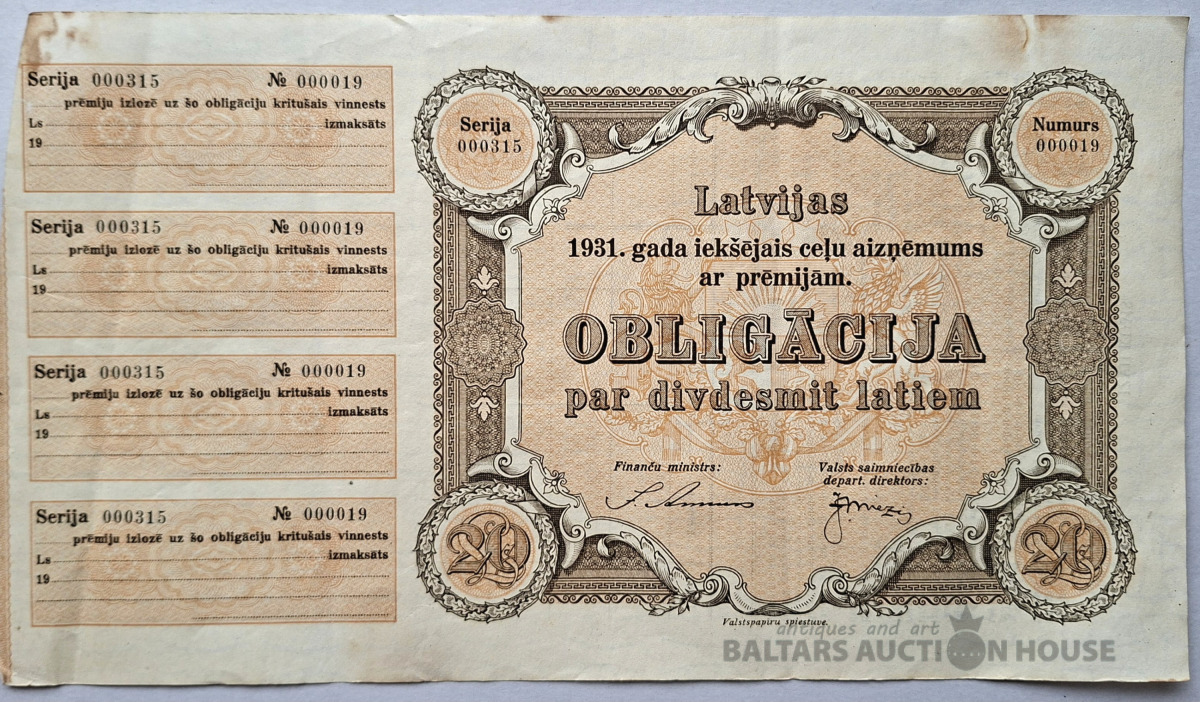 Serija 000315 № 000019
prēmiju izlozē uz šo obligāciju kritušais vinnests
Ls izmaksāts
19
Serija 000315 № 000019
prēmiju izlozē uz šo obligāciju kritušais vinnests
Ls izmaksāts
19
Serija 000315 № 000019
prēmiju izlozē uz šo obligāciju kritušais vinnests
Ls izmaksāts
19
Serija 000315 № 000019
prēmiju izlozē uz šo obligāciju kritušais vinnests
Ls izmaksāts
19
Serija
000315
Numurs
000019
Latvijas
1931. gada iekšējais ceļu aizņēmums
ar prēmijām.
OBLIGĀCIJA
par divdesmit latiem
Finanču ministrs:
Valsts saimniecības
depart. direktors:
20
20
Valstspapīru spiestuve.
antiques and art
BALTARS AUCTION HOUSE